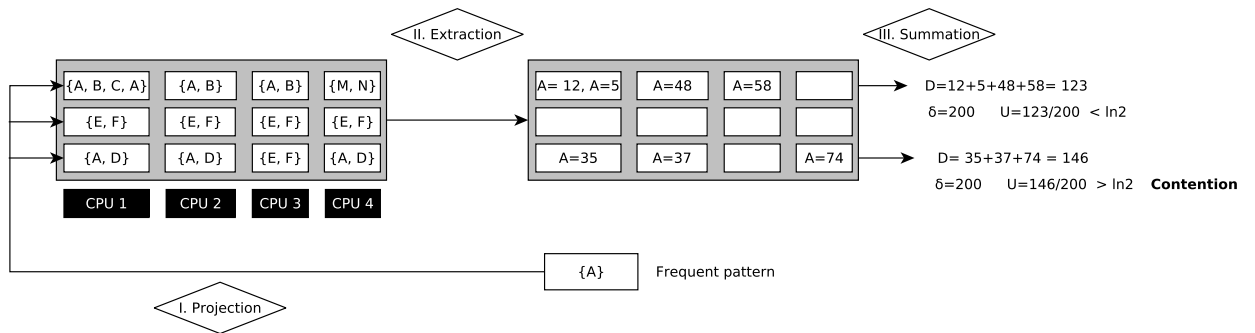 II. Extraction
III. Summation
{A, B, C, A} {A, B} {A, B} {M, N}
{E, F} {E, F} {E, F} {E, F}
{A, D} {A, D} {E, F} {A, D}
CPU 1 CPU 2 CPU 3 CPU 4
A= 12, A=5 A=48 A=58
A=35 A=37 A=74
D=12+5+48+58= 123
δ=200 U=123/200 < ln2
D= 35+37+74 = 146
δ=200 U=146/200 > ln2 Contention
{A} Frequent pattern
I. Projection